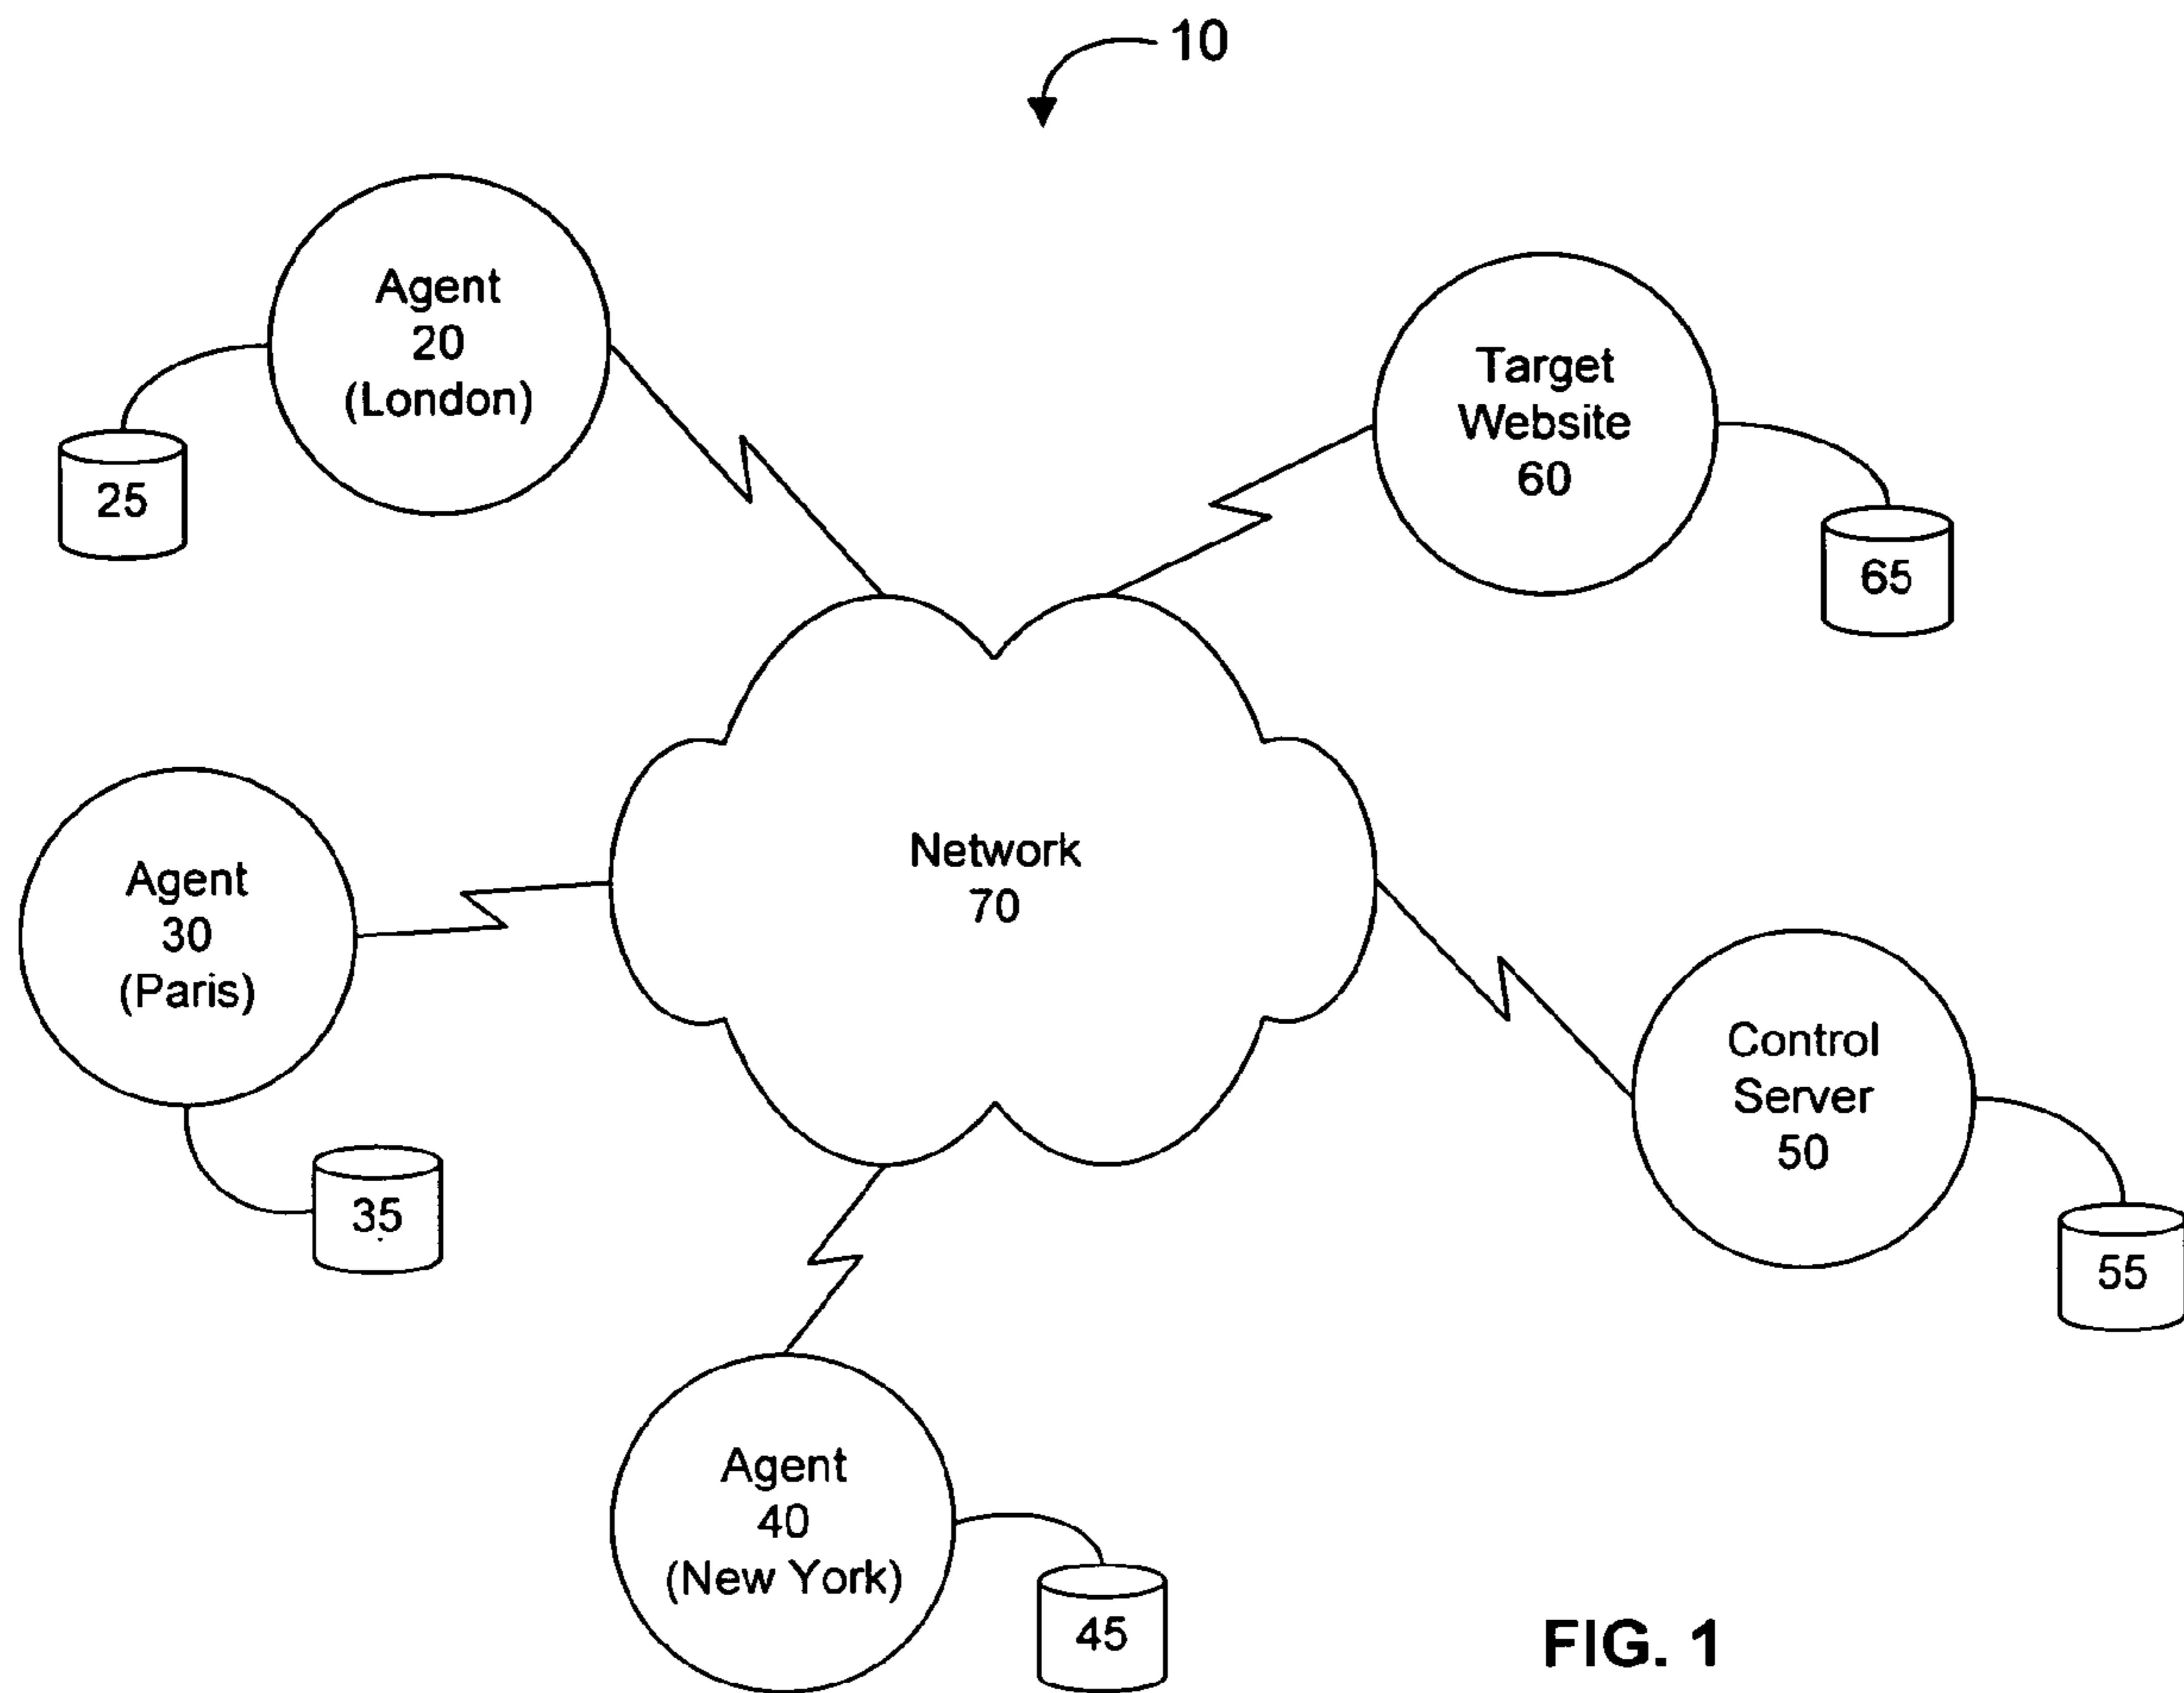 10
Agent
20
(London)
25
Target
Website
60
65
Network
70
Agent
30
(Paris)
35
Control
Server
50
55
Agent
40
(New York)
45
FIG. 1